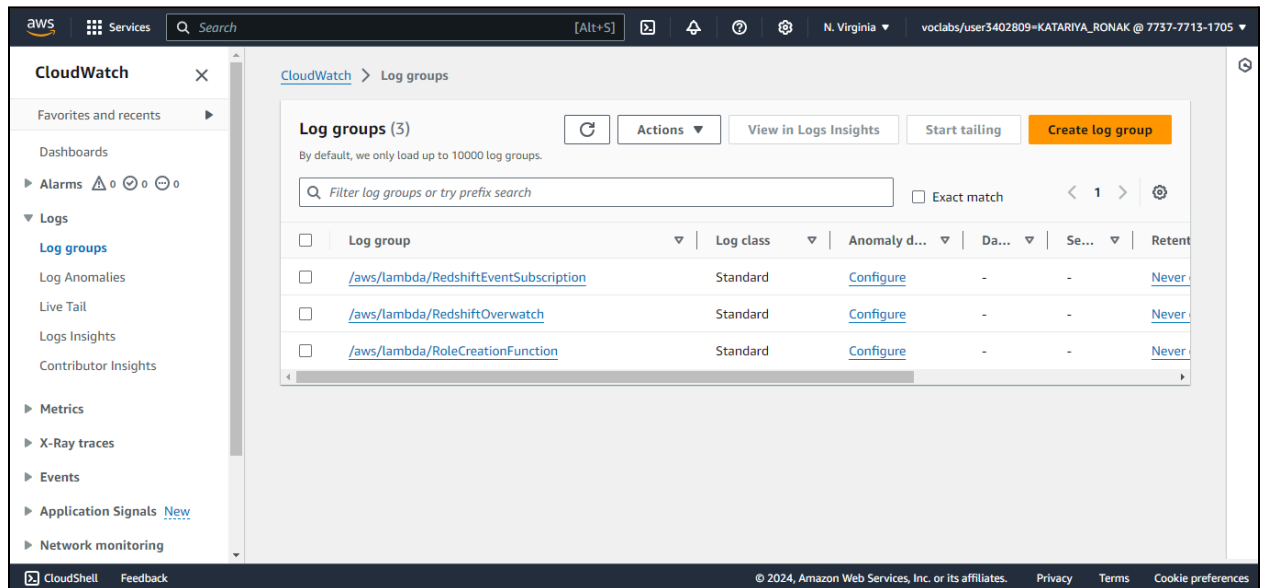 aws Services Search [Alt+S] N. Virginia voclabs/user3402809=KATARIYA_RONAK @ 7737-7713-1705
CloudWatch
Favorites and recents
Dashboards
Alarms 0 0 0
Logs
Log groups
Log Anomalies
Live Tail
Logs Insights
Contributor Insights
Metrics
X-Ray traces
Events
Application Signals New
Network monitoring
CloudWatch > Log groups
Log groups (3) Actions View in Logs Insights Start tailing Create log group
By default, we only load up to 10000 log groups.
Filter log groups or try prefix search Exact match < 1 >
Log group Log class Anomaly d... Da... Se... Retent
/aws/lambda/RedshiftEventSubscription Standard Configure - - Never
/aws/lambda/RedshiftOverwatch Standard Configure - - Never
/aws/lambda/RoleCreationFunction Standard Configure - - Never
CloudShell Feedback © 2024, Amazon Web Services, Inc. or its affiliates. Privacy Terms Cookie preferences